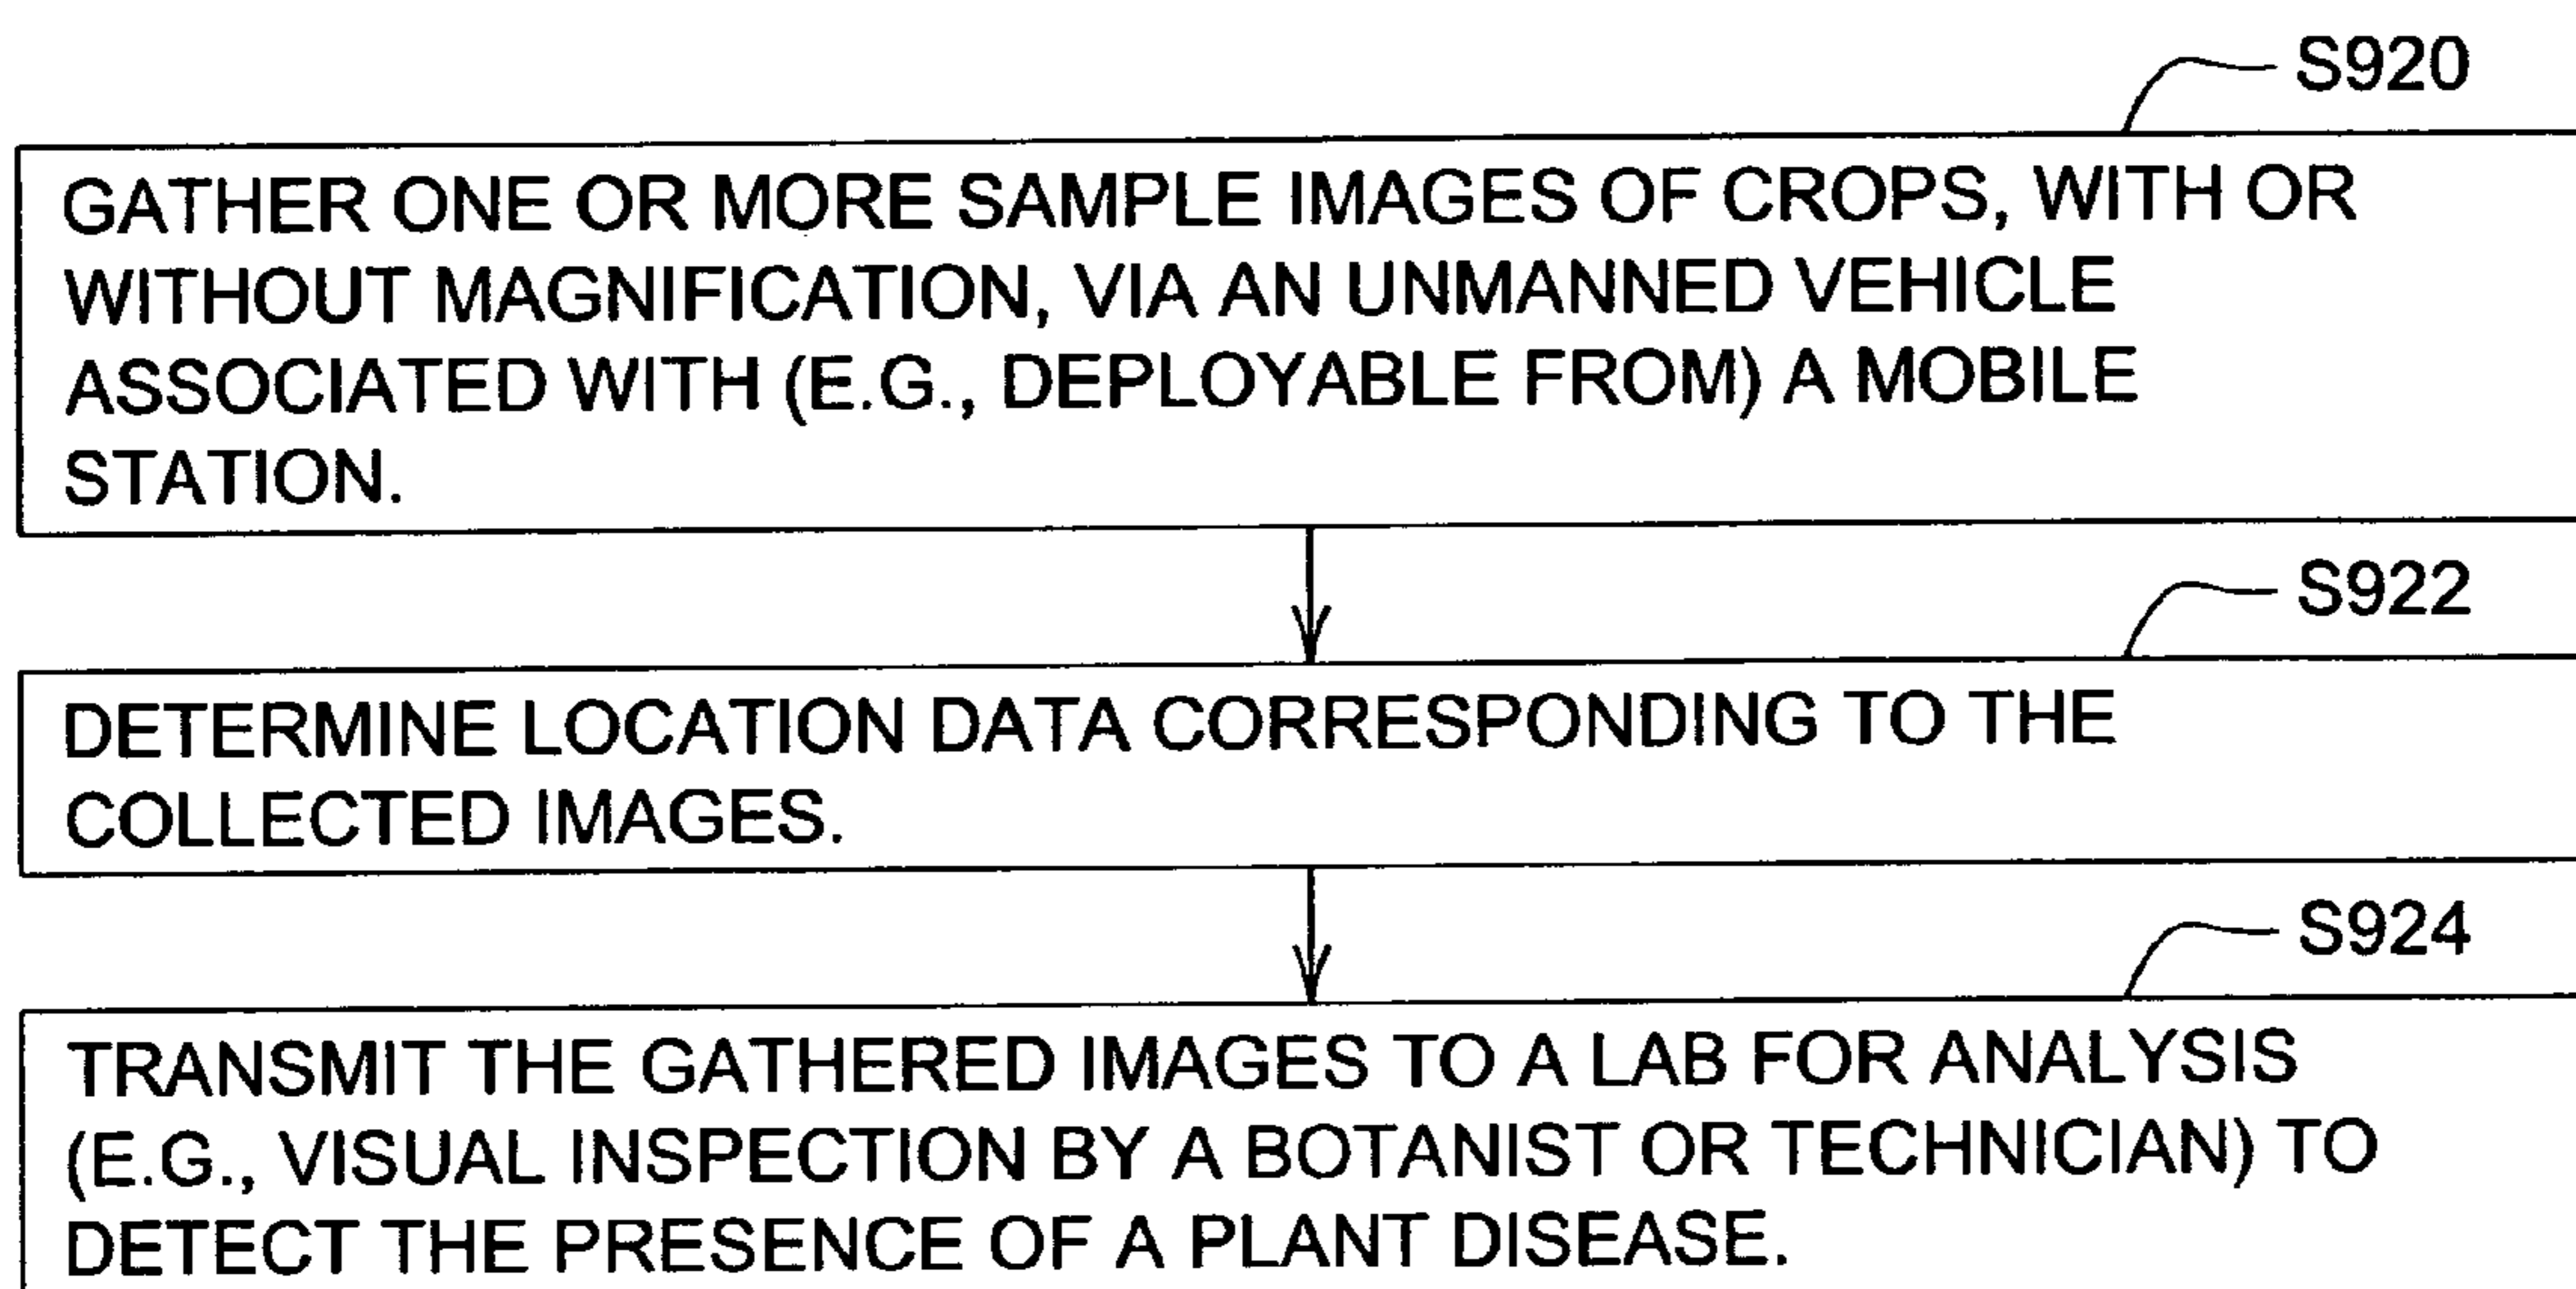 S920
GATHER ONE OR MORE SAMPLE IMAGES OF CROPS, WITH OR
WITHOUT MAGNIFICATION, VIA AN UNMANNED VEHICLE
ASSOCIATED WITH (E.G., DEPLOYABLE FROM) A MOBILE
STATION.
S922
DETERMINE LOCATION DATA CORRESPONDING TO THE
COLLECTED IMAGES.
S924
TRANSMIT THE GATHERED IMAGES TO A LAB FOR ANALYSIS
(E.G., VISUAL INSPECTION BY A BOTANIST OR TECHNICIAN) TO
DETECT THE PRESENCE OF A PLANT DISEASE.